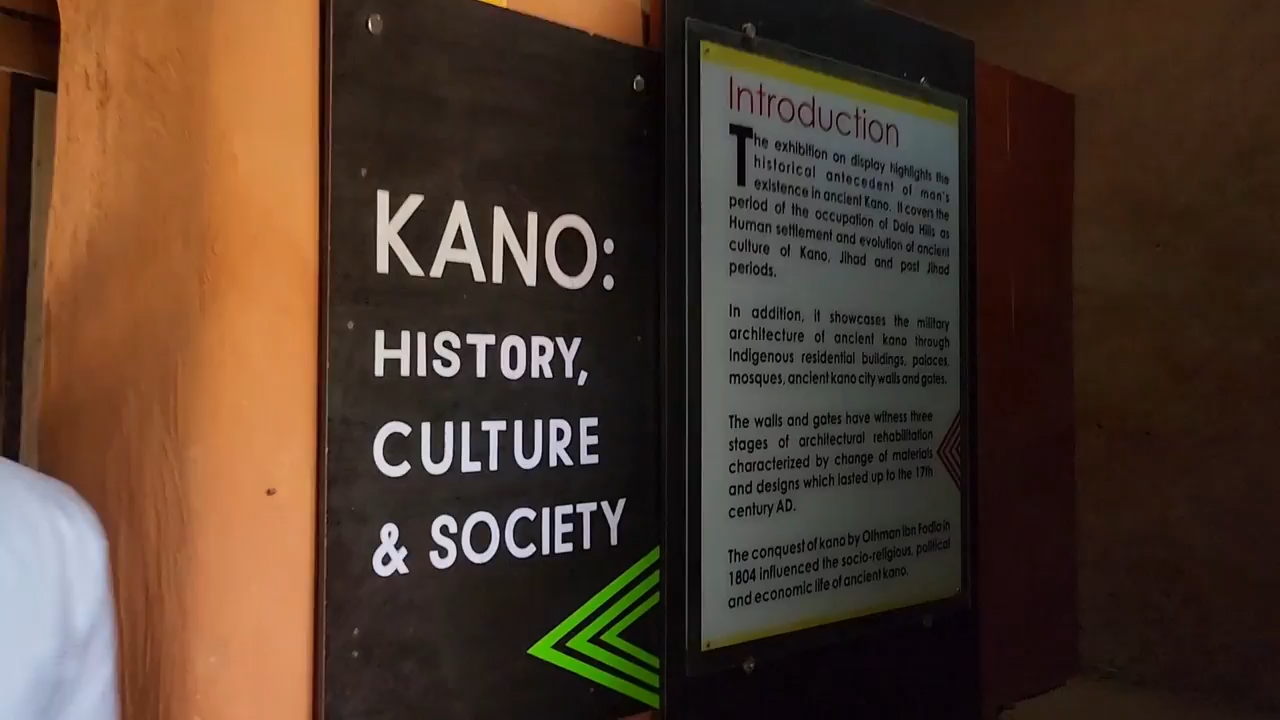 KANO:
HISTORY,
CULTURE
& SOCIETY
Introduction
The exhibition on display highlights the
historical antecedent of man's
existence in ancient Kano. It covers the
period of the occupation of Dala Hills as
Human settlement and evolution of ancient
culture of Kano, Jihad and post Jihad
periods.
In addition, it showcases the military
architecture of ancient kano through
Indigenous residential buildings, palaces,
mosques, ancient kano city walls and gates.
The walls and gates have witness three
stages of architectural rehabilitation
characterized by change of materials
and designs which lasted up to the 17th
century AD.
The conquest of kano by Othman Ibn Fodio in
1804 influenced the socio-religious, political
and economic life of ancient kano.